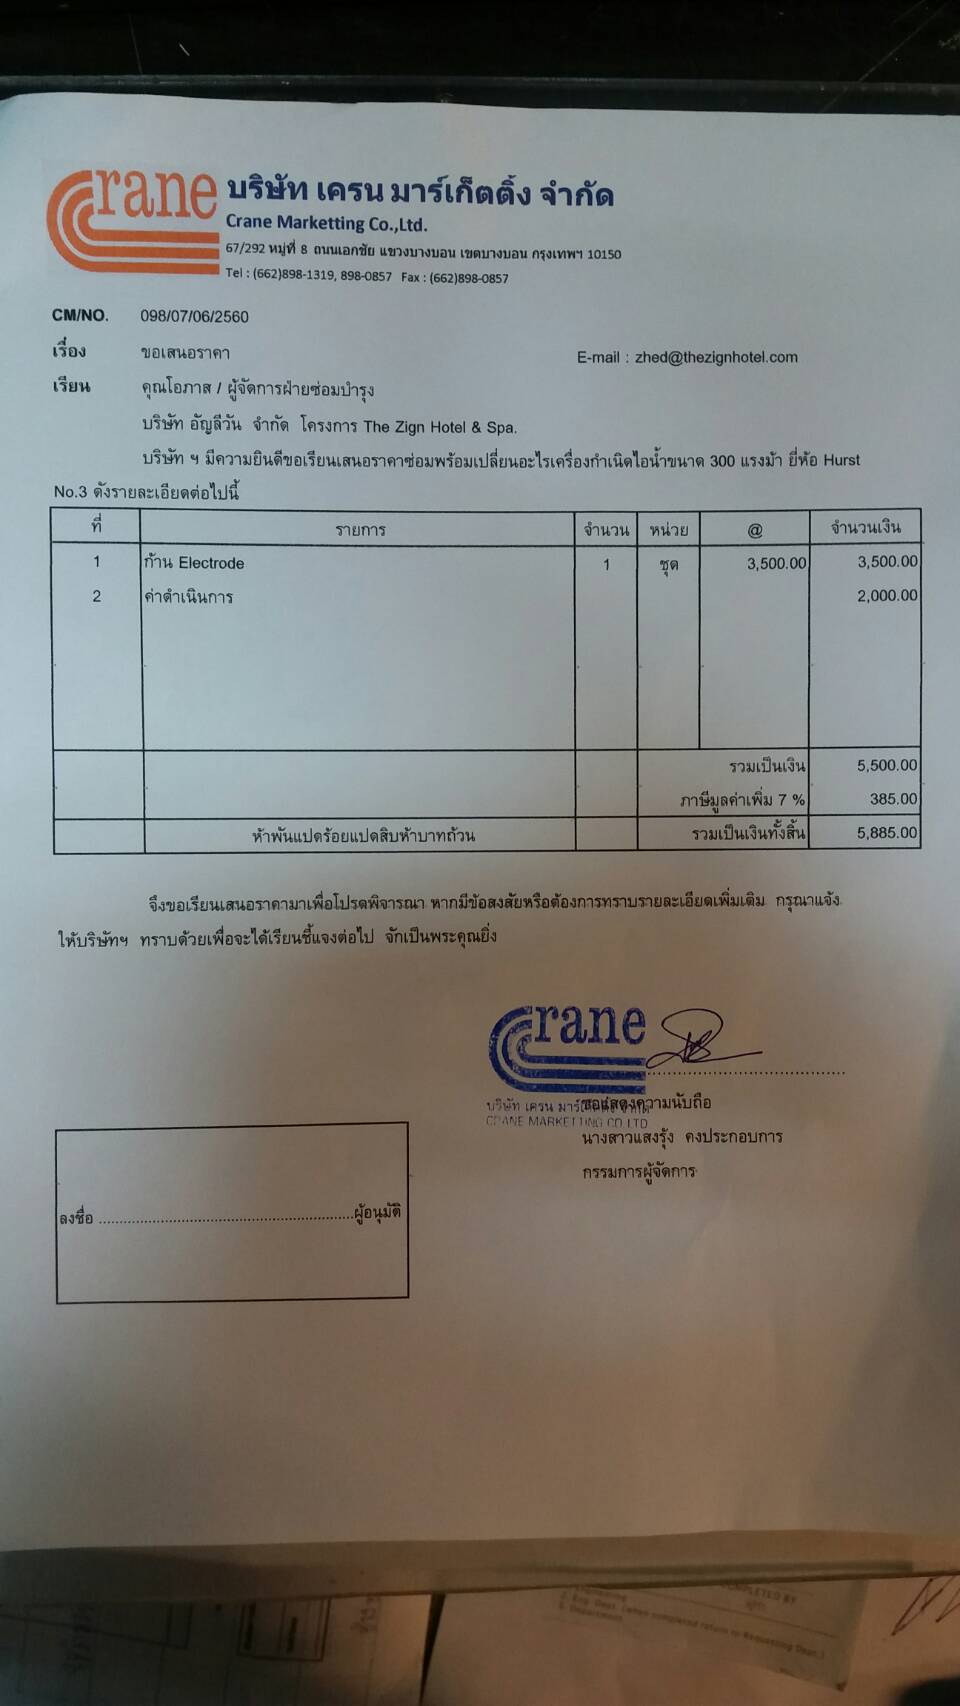 Crane
บริษัท เครน มาร์เก็ตติ้ง จำกัด
Crane Marketting Co.,Ltd.
67/292 หมู่ที่ 8 ถนนเอกชัย แขวงบางบอน เขตบางบอน กรุงเทพฯ 10150
Tel : (662)898-1319, 898-0857 Fax : (662)898-0857
CM/NO. 098/07/06/2560
เรื่อง ขอเสนอราคา E-mail : zhed@thezignhotel.com
เรียน คุณโอภาส / ผู้จัดการฝ่ายซ่อมบำรุง
บริษัท อัญลีวัน จำกัด โครงการ The Zign Hotel & Spa.
บริษัท ฯ มีความยินดีขอเรียนเสนอราคาซ่อมพร้อมเปลี่ยนอะไรเครื่องกำเนิดไอน้ำขนาด 300 แรงม้า ยี่ห้อ Hurst
No.3 ดังรายละเอียดต่อไปนี้
ที่ รายการ จำนวน หน่วย @ จำนวนเงิน
1 ก้าน Electrode 1 ชุด 3,500.00 3,500.00
2 ค่าดำเนินการ 2,000.00
รวมเป็นเงิน 5,500.00
ภาษีมูลค่าเพิ่ม 7 % 385.00
ห้าพันแปดร้อยแปดสิบห้าบาทถ้วน รวมเป็นเงินทั้งสิ้น 5,885.00
จึงขอเรียนเสนอราคามาเพื่อโปรดพิจารณา หากมีข้อสงสัยหรือต้องการทราบรายละเอียดเพิ่มเติม กรุณาแจ้ง
ให้บริษัทฯ ทราบด้วยเพื่อจะได้เรียนชี้แจงต่อไป จักเป็นพระคุณยิ่ง
Crane
บริษัท เครน มาร์เก็ตติ้ง จำกัด
ขอแสดงความนับถือ
CRANE MARKETTING CO.LTD
นางสาวแสงรุ้ง คงประกอบการ
กรรมการผู้จัดการ
ลงชื่อ ........................................................ผู้อนุมัติ
COMPLETED BY
2. Eng. Dept. (when completed return to Requesting Dept.)
3. Department